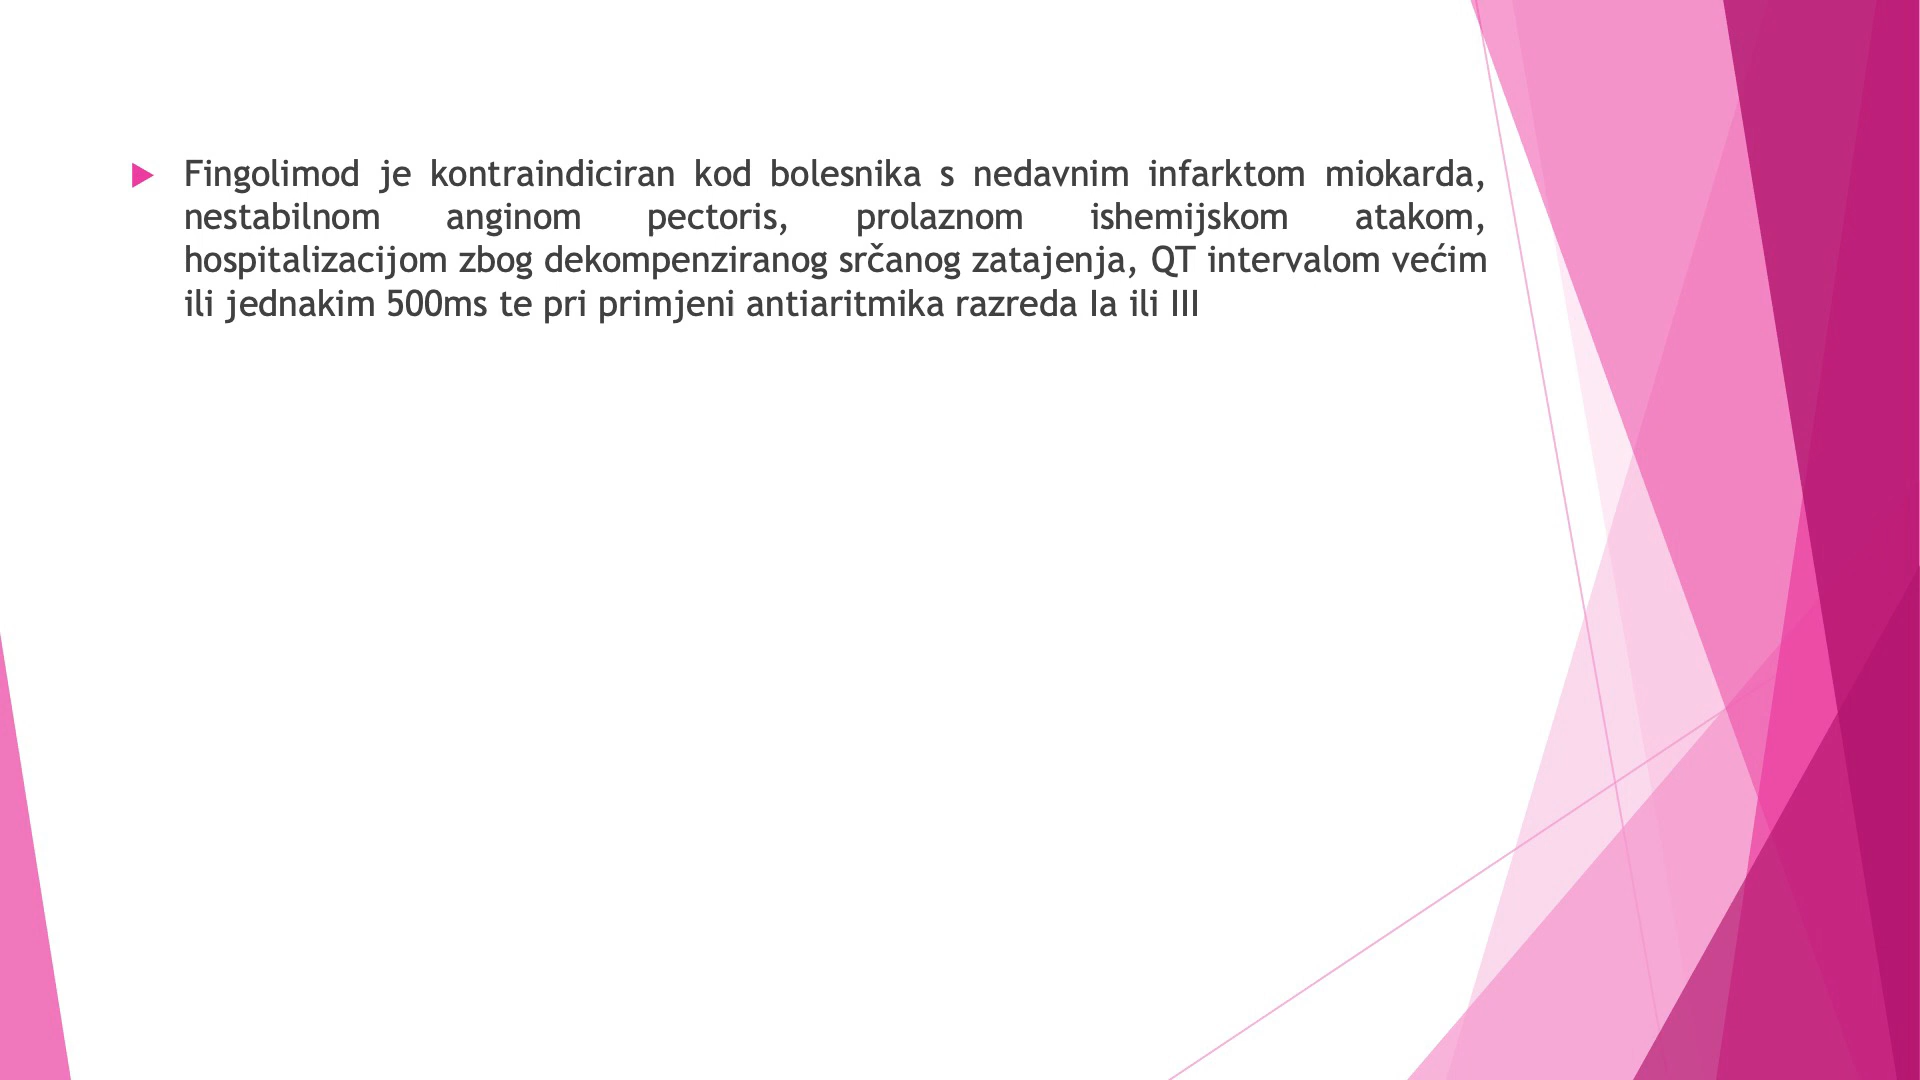 Fingolimod je kontraindiciran kod bolesnika s nedavnim infarktom miokarda,
nestabilnom anginom pectoris, prolaznom ishemijskom atakom,
hospitalizacijom zbog dekompenziranog srčanog zatajenja, QT intervalom većim
ili jednakim 500ms te pri primjeni antiaritmika razreda Ia ili III